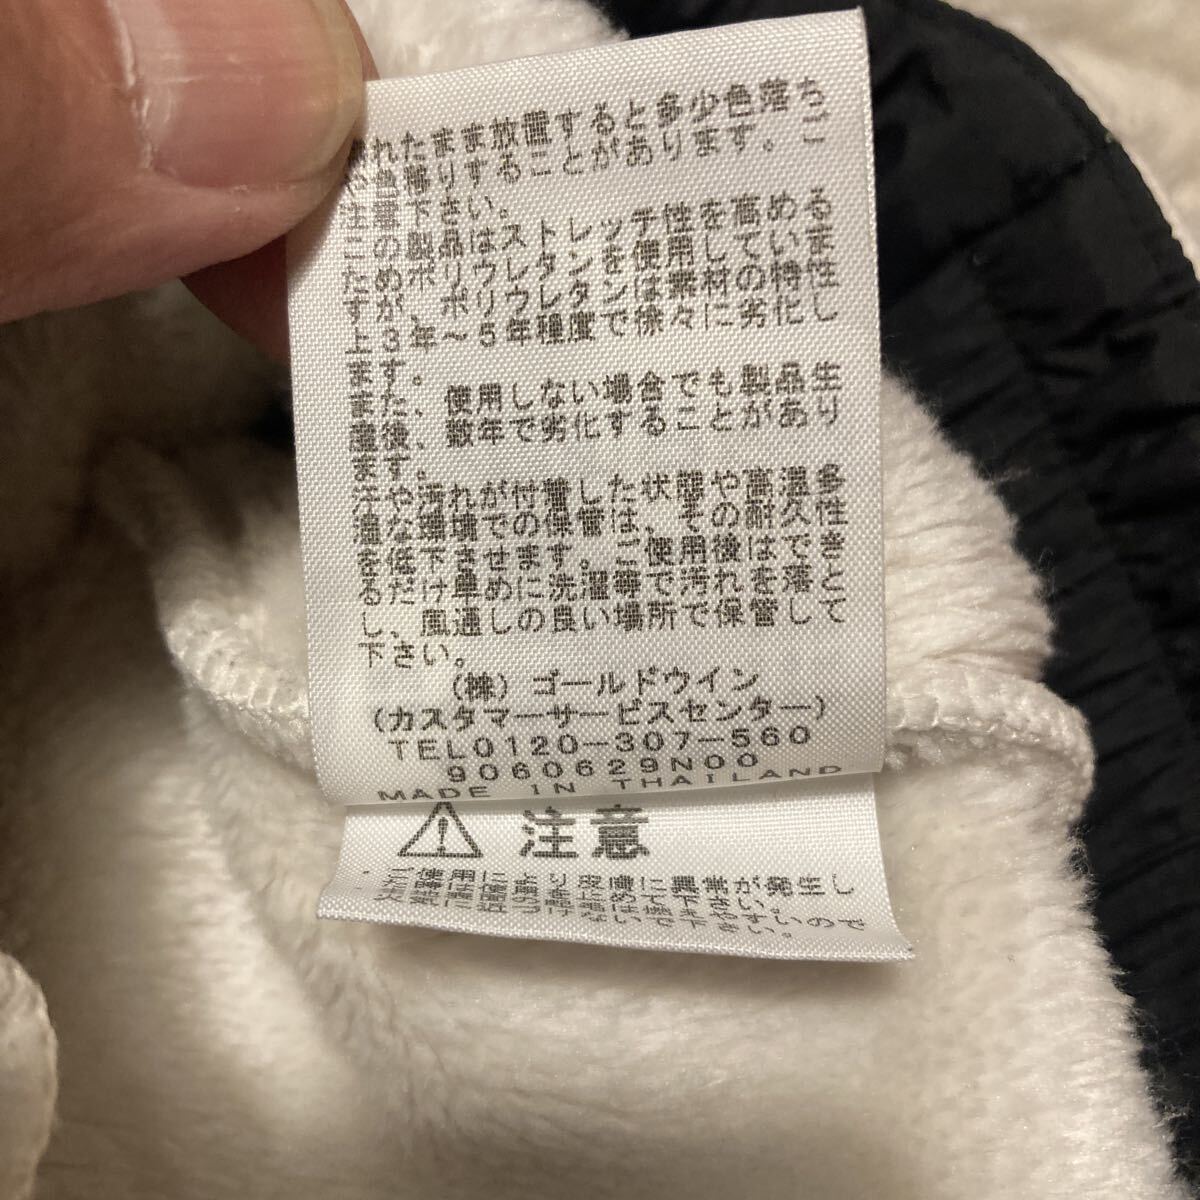 れたまま放置すると多少色落ち
や色移りすることがあります。ご
注意下さい。
この製品はストレッチ性を高める
ためポリウレタンを使用していま
すが、ポリウレタンは素材の特性
上3年～5年程度で徐々に劣化し
ます。使用しない場合でも製品生
産後、数年で劣化することがあり
ます。
汗や汚れが付着した状態や高温多
湿な環境での保管は、その耐久性
を低下させます。ご使用後はでき
るだけ早めに洗濯等で汚れを落と
し、風通しの良い場所で保管して
下さい。
(株)ゴールドウイン
(カスタマーサービスセンター)
TEL0120-307-560
9060629N00
MADE IN THAILAND
注意
異常が発生し